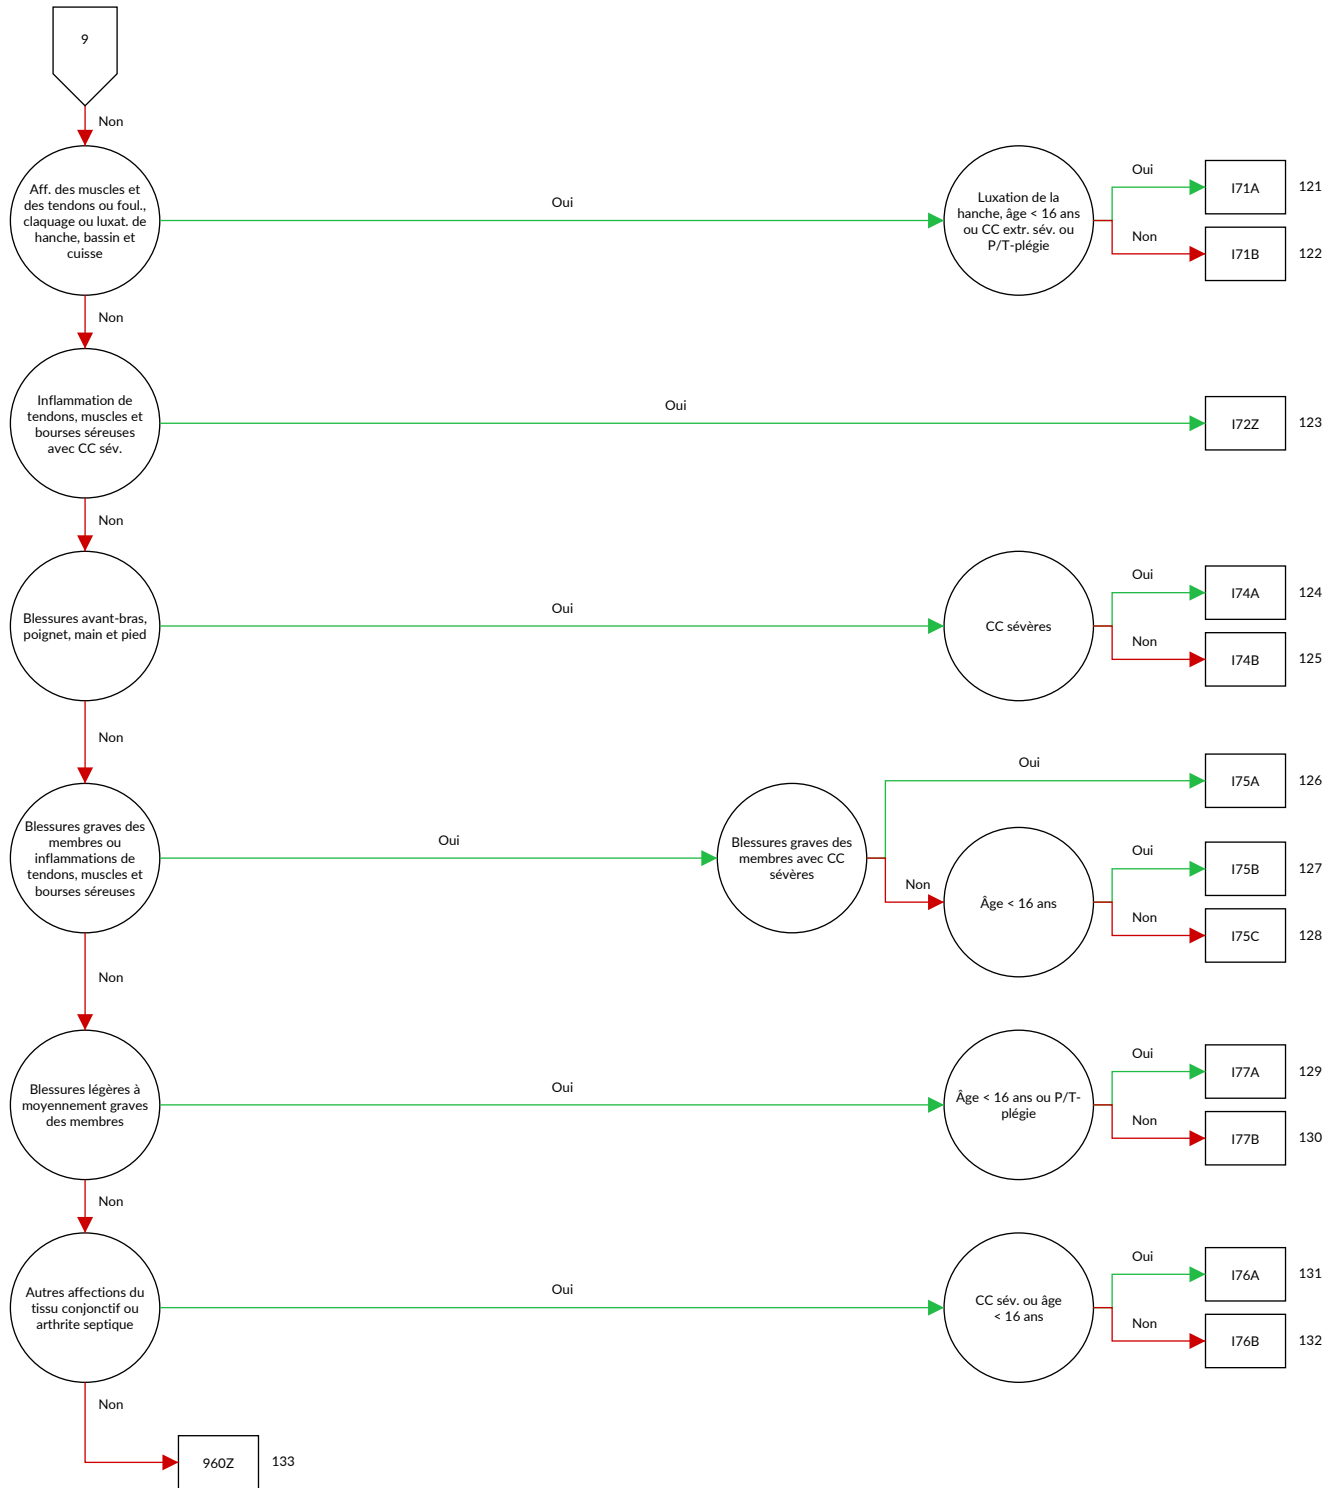 9
Non
Aff. des muscles et
des tendons ou foul.,
claquage ou luxat. de
hanche, bassin et
cuisse
Oui
Luxation de la
hanche, âge < 16 ans
ou CC extr. sév. ou
P/T-plégie
Oui
I71A
121
Non
I71B
122
Non
Inflammation de
tendons, muscles et
bourses séreuses
avec CC sév.
Oui
I72Z
123
Non
Blessures avant-bras,
poignet, main et pied
Oui
CC sévères
Oui
I74A
124
Non
I74B
125
Non
Blessures graves des
membres ou
inflammations de
tendons, muscles et
bourses séreuses
Oui
Blessures graves des
membres avec CC
sévères
Oui
I75A
126
Non
Âge < 16 ans
Oui
I75B
127
Non
I75C
128
Non
Blessures légères à
moyennement graves
des membres
Oui
Âge < 16 ans ou P/T-
plégie
Oui
I77A
129
Non
I77B
130
Non
Autres affections du
tissu conjonctif ou
arthrite septique
Oui
CC sév. ou âge
< 16 ans
Oui
I76A
131
Non
I76B
132
Non
960Z
133